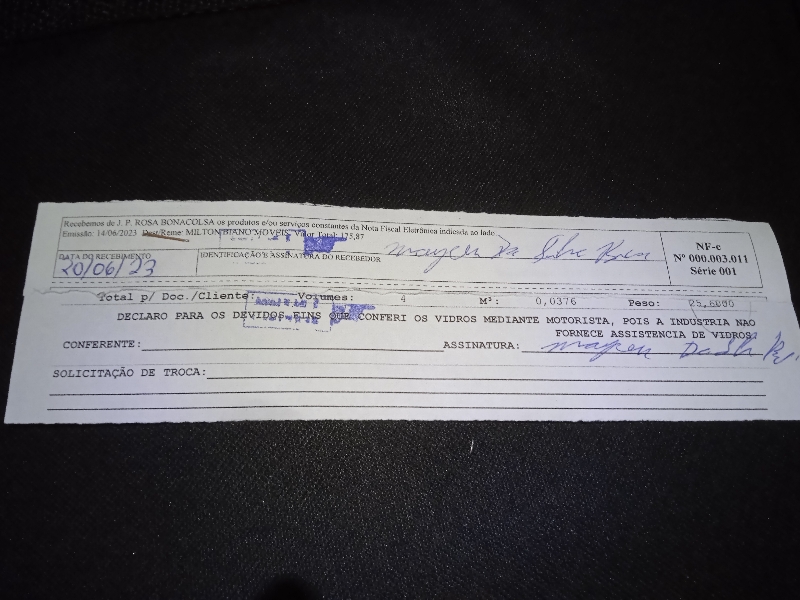 Recebemos de J. P. ROSA BONACOLSA os produtos e/ou serviços constantes da Nota Fiscal Eletrônica indicada ao lado
Emissão: 14/06/2023 Dest/Reme: MILTON BIANO MOVEIS Valor Total: 125,87
DATA DO RECEBIMENTO
20/06/23
IDENTIFICAÇÃO E ASSINATURA DO RECEBEDOR
da Silva
NF-e
Nº 000.003.011
Série 001
Total p/ Doc./Cliente Volumes: 4 M³: 0,0376 Peso: 25,6000
DECLARO PARA OS DEVIDOS FINS QUE CONFERI OS VIDROS MEDIANTE MOTORISTA, POIS A INDUSTRIA NAO
FORNECE ASSISTENCIA DE VIDROS
CONFERENTE: ASSINATURA:
SOLICITAÇÃO DE TROCA: